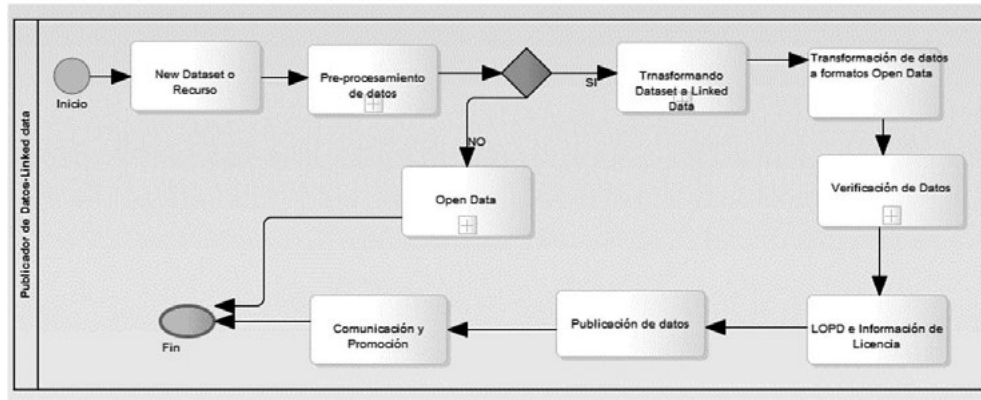 Publicador de Datos-Linked data
Inicio
New Dataset o
Recurso
Pre-procesamiento
de datos
SI
NO
Trnasformando
Dataset a Linked
Data
Transformación de datos
a formatos Open Data
Open Data
Verificación de Datos
LOPD e Información de
Licencia
Publicación de datos
Comunicación y
Promoción
Fin